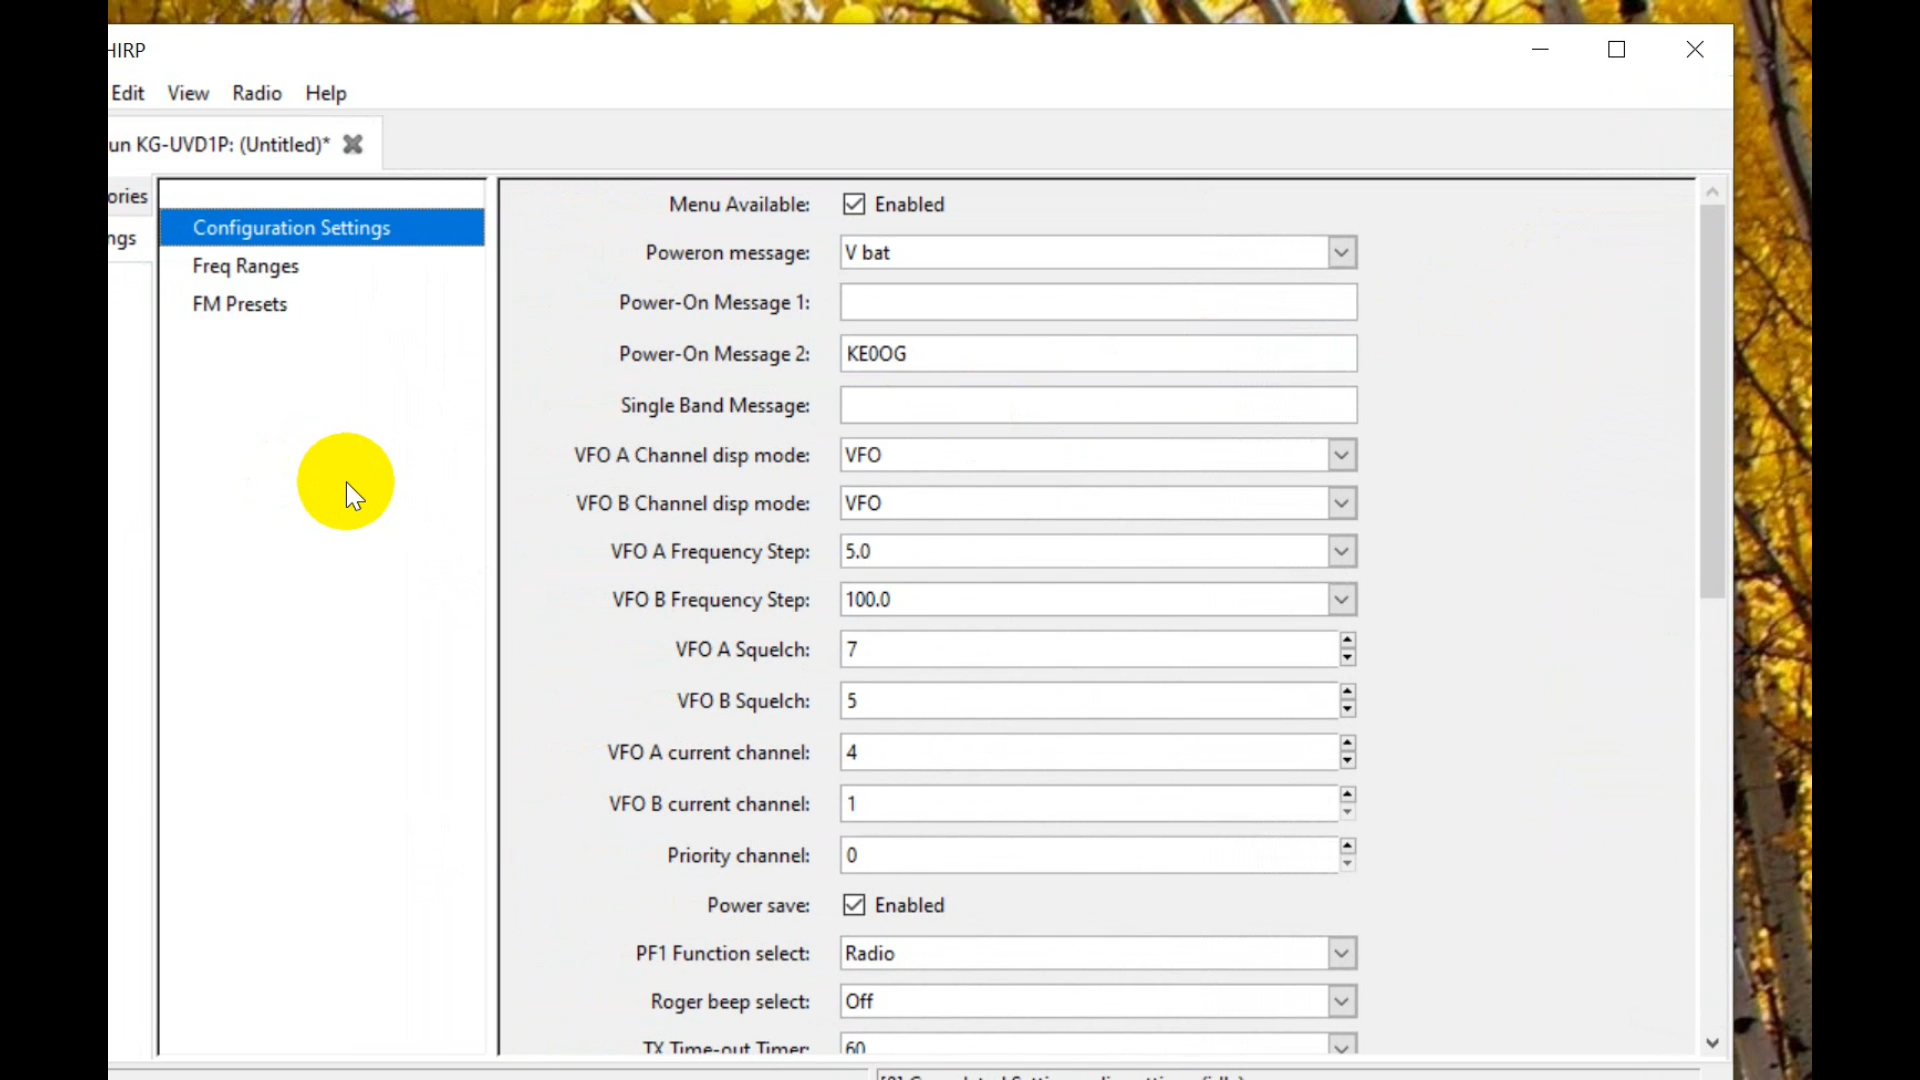 HIRP
Edit View Radio Help
un KG-UVD1P: (Untitled)*
ories
ngs
Configuration Settings
Freq Ranges
FM Presets
Menu Available: Enabled
Poweron message: V bat
Power-On Message 1:
Power-On Message 2: KE0OG
Single Band Message:
VFO A Channel disp mode: VFO
VFO B Channel disp mode: VFO
VFO A Frequency Step: 5.0
VFO B Frequency Step: 100.0
VFO A Squelch: 7
VFO B Squelch: 5
VFO A current channel: 4
VFO B current channel: 1
Priority channel: 0
Power save: Enabled
PF1 Function select: Radio
Roger beep select: Off
TX Time-out Timer: 60